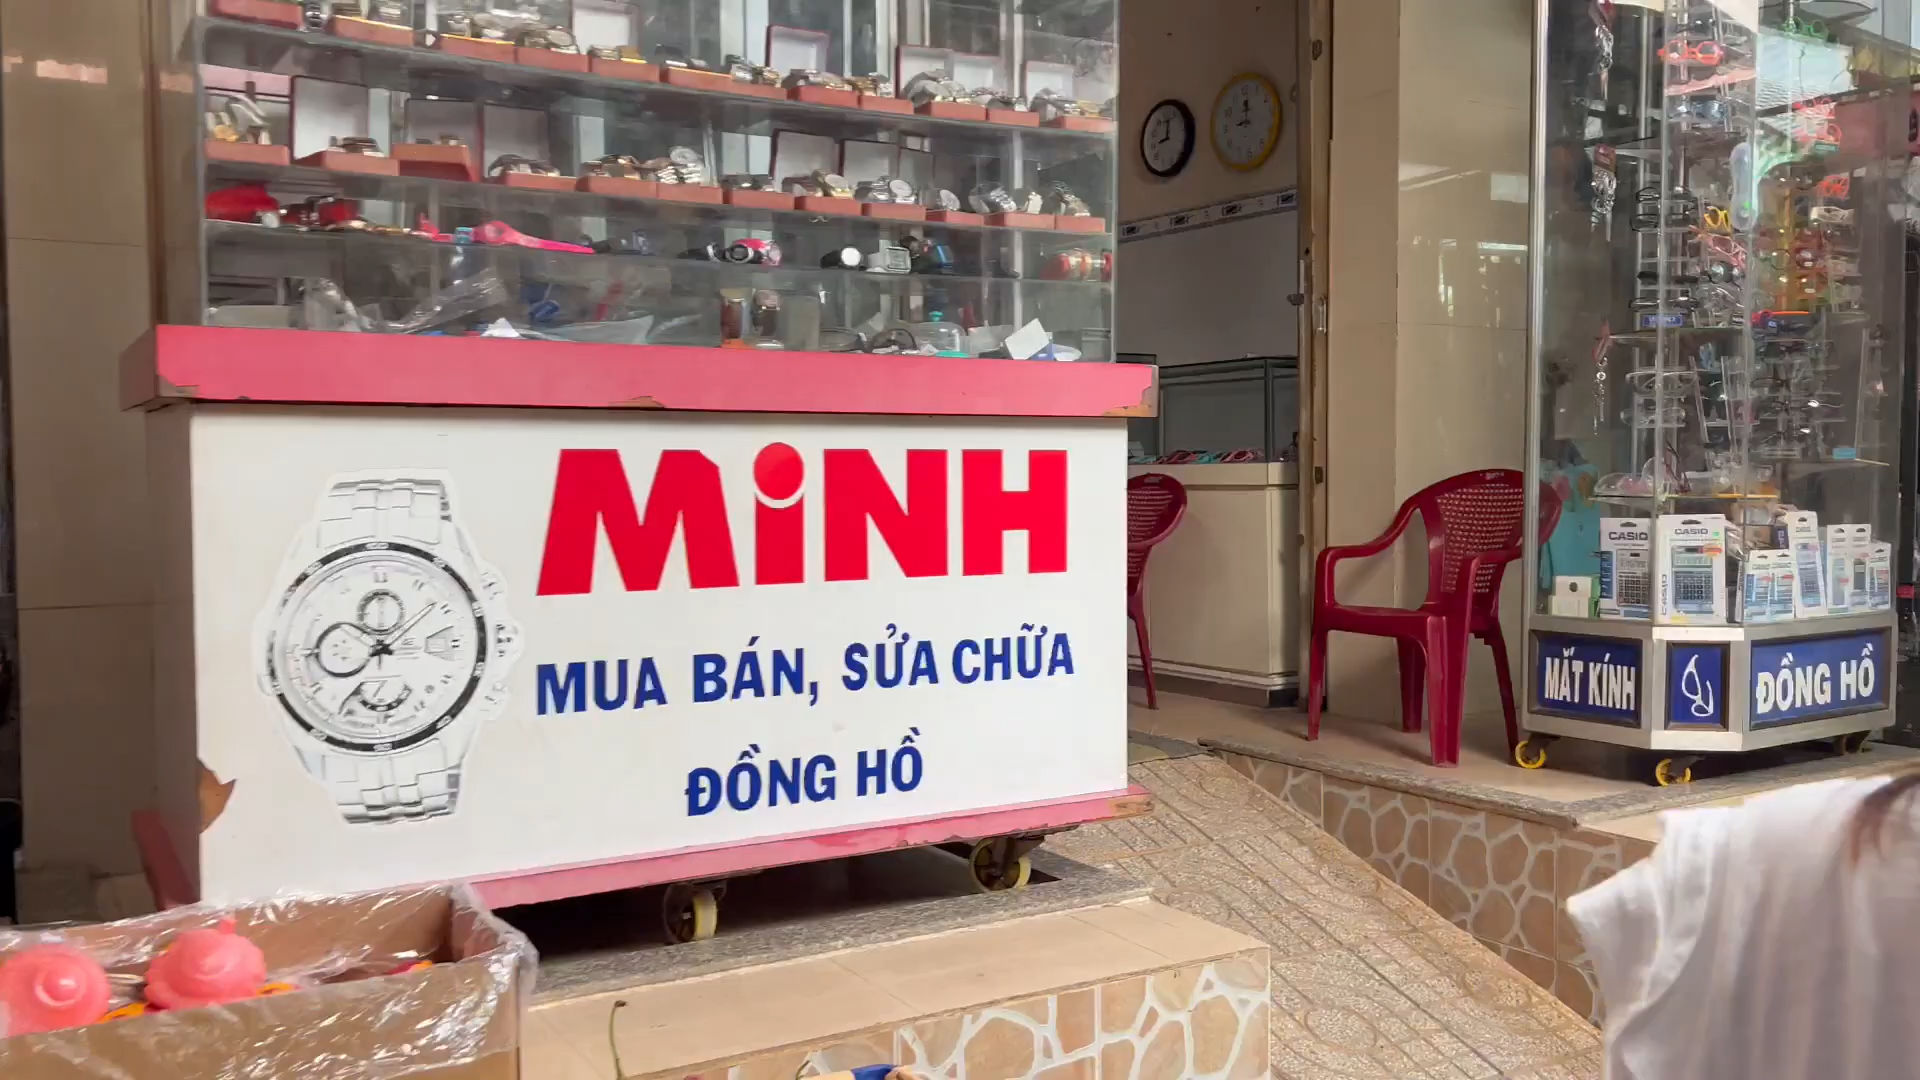 MiNH
MUA BÁN, SỬA CHỮA
ĐỒNG HỒ
CASIO
CASIO
MẮT KÍNH
ĐỒNG HỒ